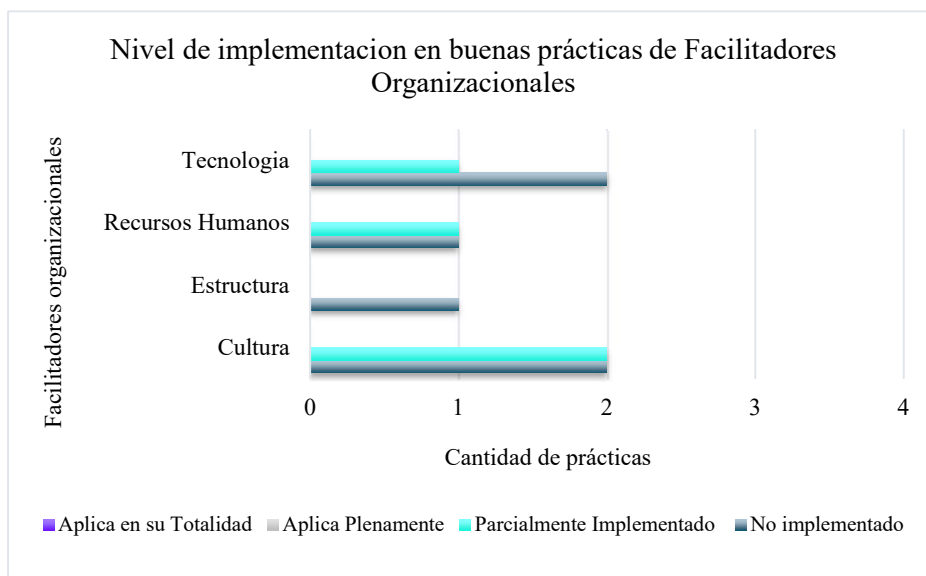 Nivel de implementacion en buenas prácticas de Facilitadores
Organizacionales
Facilitadores organizacionales
Tecnologia
Recursos Humanos
Estructura
Cultura
0 1 2 3 4
Cantidad de prácticas
Aplica en su Totalidad Aplica Plenamente Parcialmente Implementado No implementado